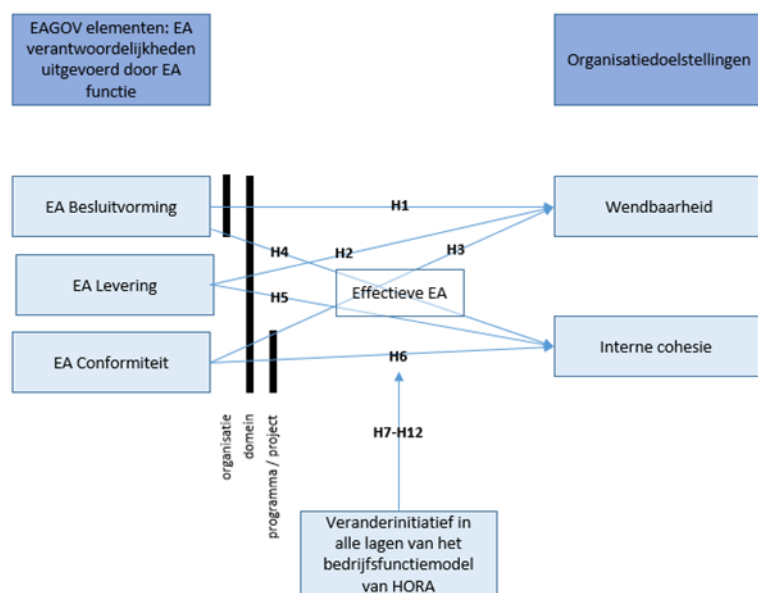 EAGOV elementen: EA
verantwoordelijkheden
uitgevoerd door EA
functie
Organisatiedoelstellingen
EA Besluitvorming
H1
Wendbaarheid
H4
H2
H3
EA Levering
Effectieve EA
H5
EA Conformiteit
H6
Interne cohesie
organisatie
domein
programma / project
H7-H12
Veranderinitiatief in
alle lagen van het
bedrijfsfunctiemodel
van HORA